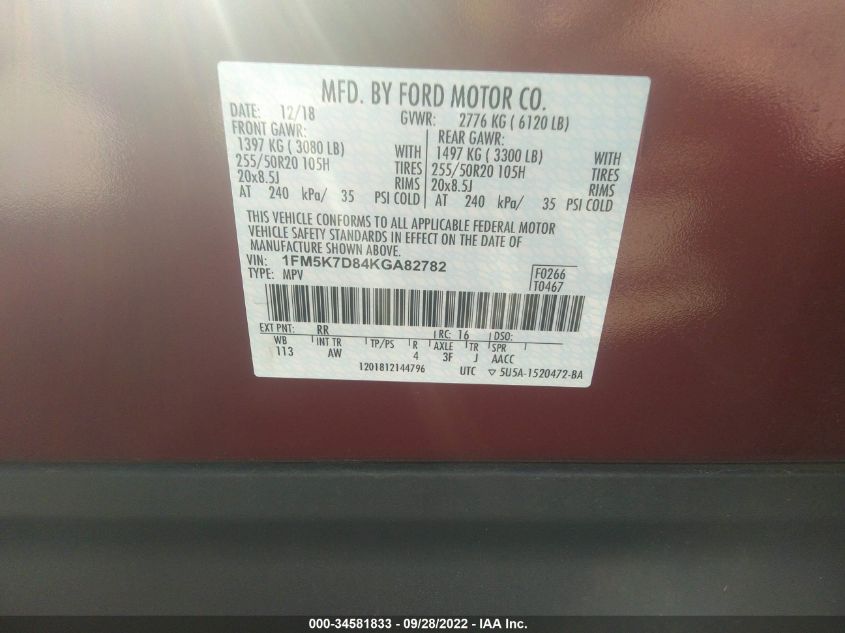 MFD. BY FORD MOTOR CO.
DATE: 12/18 GVWR: 2776 KG ( 6120 LB)
FRONT GAWR: REAR GAWR:
1397 KG ( 3080 LB) WITH 1497 KG ( 3300 LB) WITH
255/50R20 105H TIRES 255/50R20 105H TIRES
20x8.5J RIMS 20x8.5J RIMS
AT 240 kPa/ 35 PSI COLD AT 240 kPa/ 35 PSI COLD
THIS VEHICLE CONFORMS TO ALL APPLICABLE FEDERAL MOTOR
VEHICLE SAFETY STANDARDS IN EFFECT ON THE DATE OF
MANUFACTURE SHOWN ABOVE.
VIN: 1FM5K7D84KGA82782 F0266
TYPE: MPV T0467
EXT PNT: RR RC: 16 DSO:
WB INT TR TP/PS R AXLE TR SPR
113 AW 4 3F J AACC
1201812144796 UTC ▽ 5U5A-1520472-BA
000-34581833 - 09/28/2022 - IAA Inc.